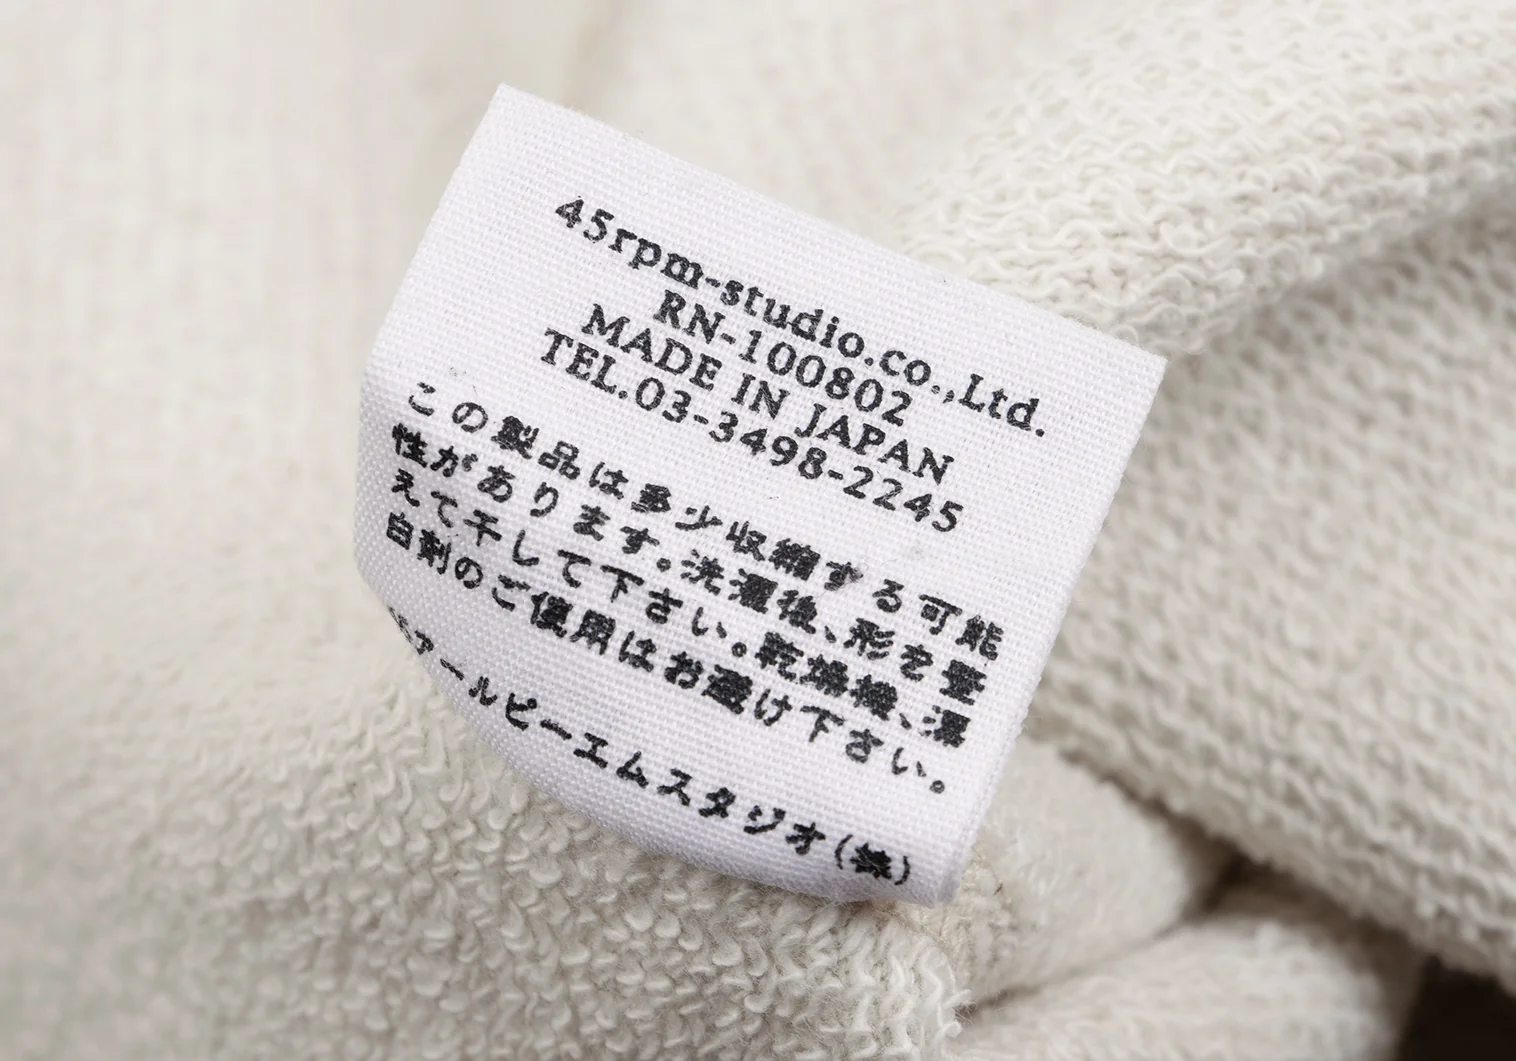 45rpm-studio.co.,Ltd.
RN-100802
MADE IN JAPAN
TEL.03-3498-2245
この製品は多少収縮する可能
性があります。洗濯後、形を整
えて干して下さい。乾燥機、漂
白剤のご使用はお避け下さい。
アールピーエムスタジオ(株)